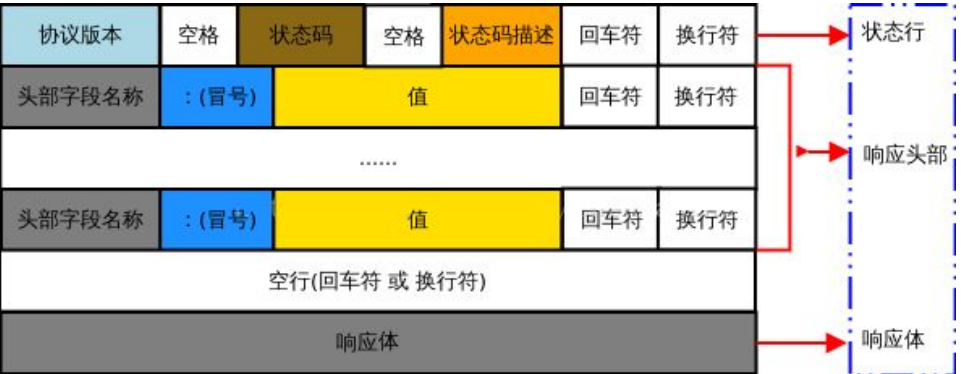 协议版本 空格 状态码 空格 状态码描述 回车符 换行符 状态行
头部字段名称 :(冒号) 值 回车符 换行符
...... 响应头部
头部字段名称 :(冒号) 值 回车符 换行符
空行(回车符 或 换行符)
响应体 响应体